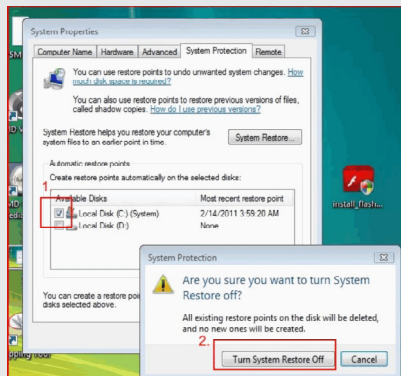 System Properties
Computer Name Hardware Advanced System Protection Remote
You can use restore points to undo unwanted system changes. How
much disk space is required?
You can also use restore points to restore previous versions of files,
called shadow copies. How do I use previous versions?
System Restore helps you restore your computer's
system files to an earlier point in time.
System Restore...
Automatic restore points
Create restore points automatically on the selected disks:
1.
Available Disks Most recent restore point
Local Disk (C:) (System) 2/14/2011 3:59:20 AM
Local Disk (D:) None
You can create a restore poi
disks selected above.
install_flash...
System Protection
Are you sure you want to turn System
Restore off?
All existing restore points on the disk will be deleted,
and no new ones will be created.
2.
Turn System Restore Off Cancel